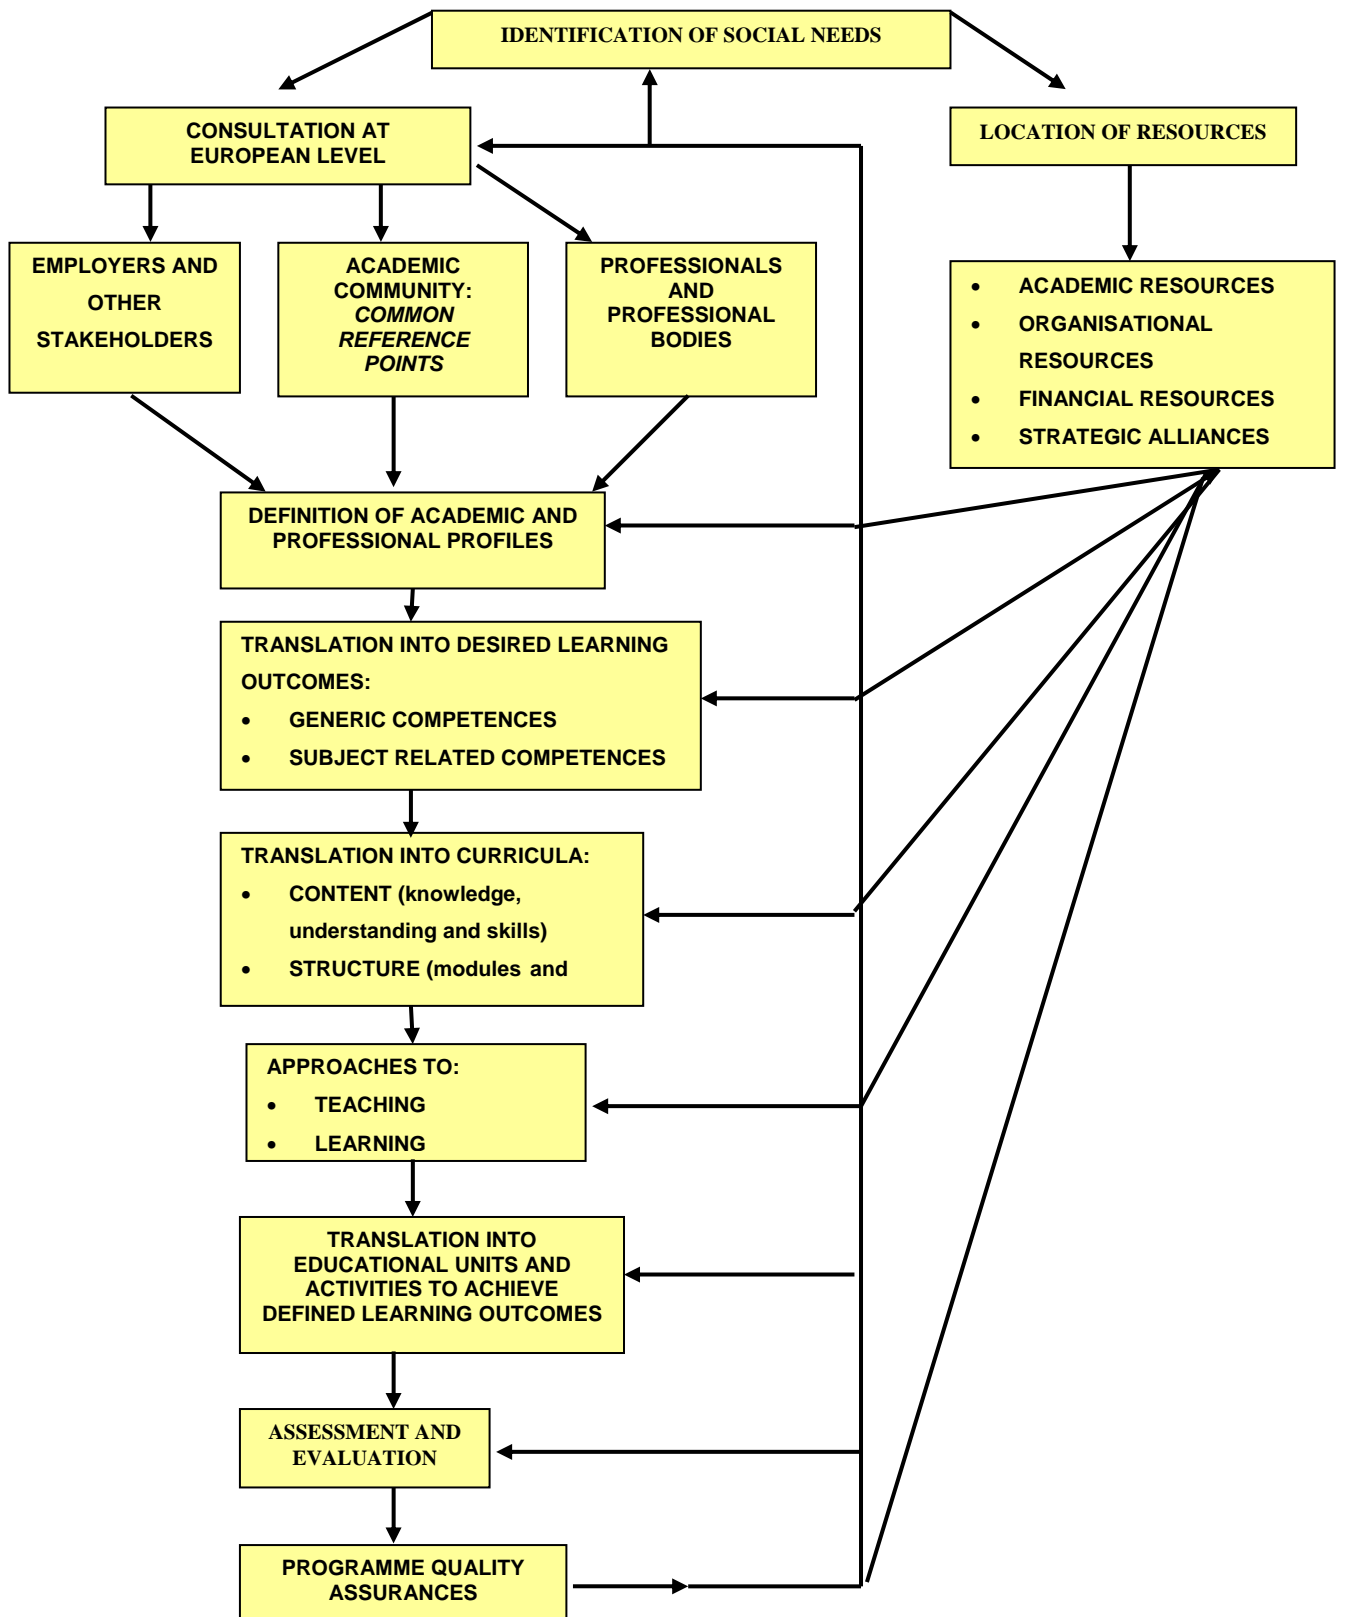 IDENTIFICATION OF SOCIAL NEEDS
CONSULTATION AT
EUROPEAN LEVEL
LOCATION OF RESOURCES
EMPLOYERS AND
OTHER
STAKEHOLDERS
ACADEMIC
COMMUNITY:
COMMON
REFERENCE
POINTS
PROFESSIONALS
AND
PROFESSIONAL
BODIES
• ACADEMIC RESOURCES
• ORGANISATIONAL
RESOURCES
• FINANCIAL RESOURCES
• STRATEGIC ALLIANCES
DEFINITION OF ACADEMIC AND
PROFESSIONAL PROFILES
TRANSLATION INTO DESIRED LEARNING
OUTCOMES:
• GENERIC COMPETENCES
• SUBJECT RELATED COMPETENCES
TRANSLATION INTO CURRICULA:
• CONTENT (knowledge,
understanding and skills)
• STRUCTURE (modules and
APPROACHES TO:
• TEACHING
• LEARNING
TRANSLATION INTO
EDUCATIONAL UNITS AND
ACTIVITIES TO ACHIEVE
DEFINED LEARNING OUTCOMES
ASSESSMENT AND
EVALUATION
PROGRAMME QUALITY
ASSURANCES